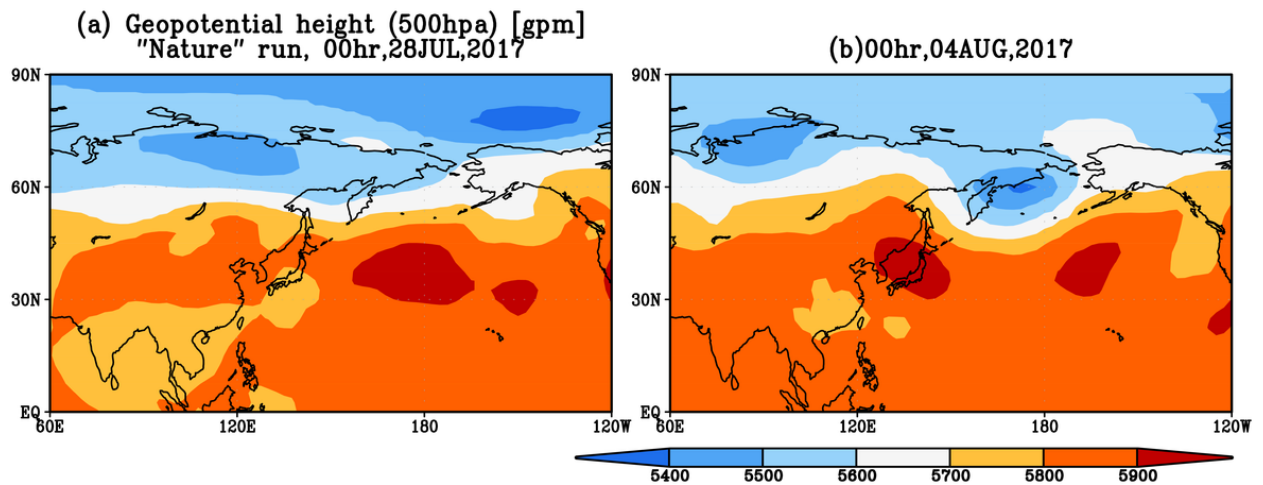 (a) Geopotential height (500hpa) [gpm]
"Nature" run, 00hr,28JUL,2017
(b)00hr,04AUG,2017
90N
60N
30N
EQ
60E 120E 180 120W
90N
60N
30N
EQ
60E 120E 180 120W
5400 5500 5600 5700 5800 5900